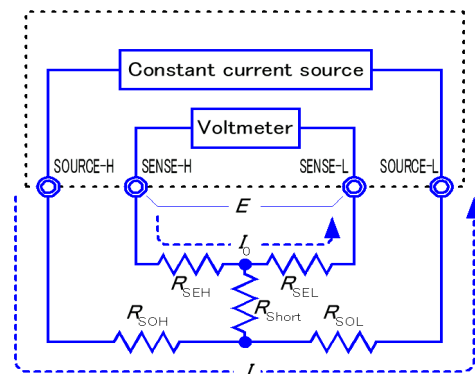 Constant current source
Voltmeter
SOURCE-H SENSE-H SENSE-L SOURCE-L
E
I0
RSEH RSEL
RShort
RSOH RSOL
I